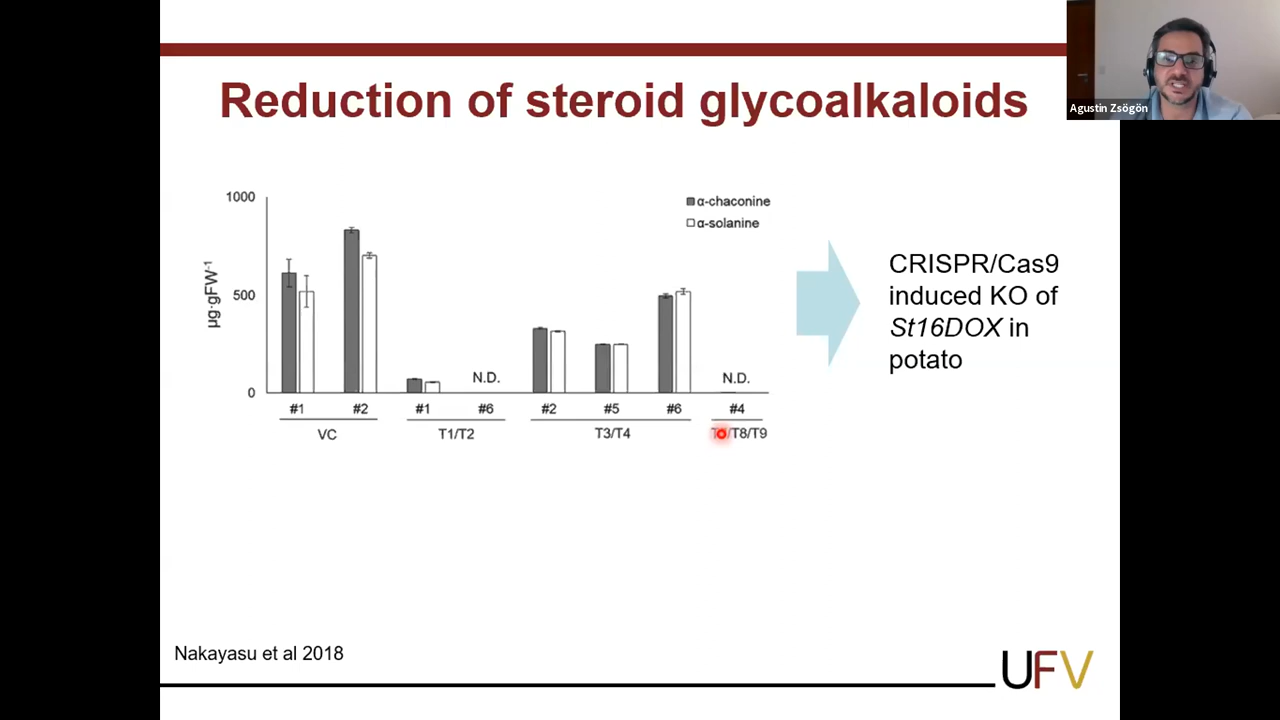 Agustin Zsögön
Reduction of steroid glycoalkaloids
1000
500
0
µg·gFW-1
α-chaconine
α-solanine
N.D.
N.D.
#1
#2
#1
#6
#2
#5
#6
#4
VC
T1/T2
T3/T4
/T8/T9
CRISPR/Cas9
induced KO of
St16DOX in
potato
Nakayasu et al 2018
UFV